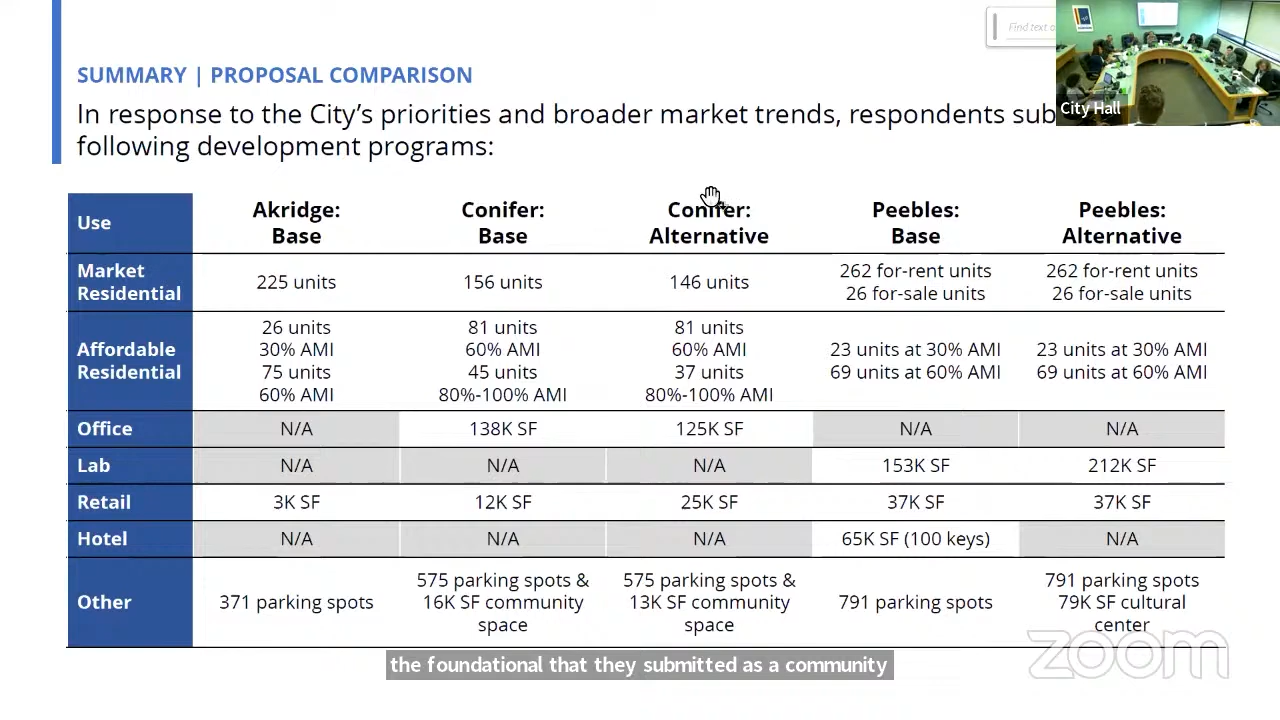 Find text o
SUMMARY | PROPOSAL COMPARISON
In response to the City's priorities and broader market trends, respondents sub
following development programs:
City Hall
Use
Akridge:
Base
Conifer:
Base
Conifer:
Alternative
Peebles:
Base
Peebles:
Alternative
Market
Residential
225 units
156 units
146 units
262 for-rent units
26 for-sale units
262 for-rent units
26 for-sale units
Affordable
Residential
26 units
30% AMI
75 units
60% AMI
81 units
60% AMI
45 units
80%-100% AMI
81 units
60% AMI
37 units
80%-100% AMI
23 units at 30% AMI
69 units at 60% AMI
23 units at 30% AMI
69 units at 60% AMI
Office
N/A
138K SF
125K SF
N/A
N/A
Lab
N/A
N/A
N/A
153K SF
212K SF
Retail
3K SF
12K SF
25K SF
37K SF
37K SF
Hotel
N/A
N/A
N/A
65K SF (100 keys)
N/A
Other
371 parking spots
575 parking spots &
16K SF community
space
575 parking spots &
13K SF community
space
791 parking spots
791 parking spots
79K SF cultural
center
zoom
the foundational that they submitted as a community